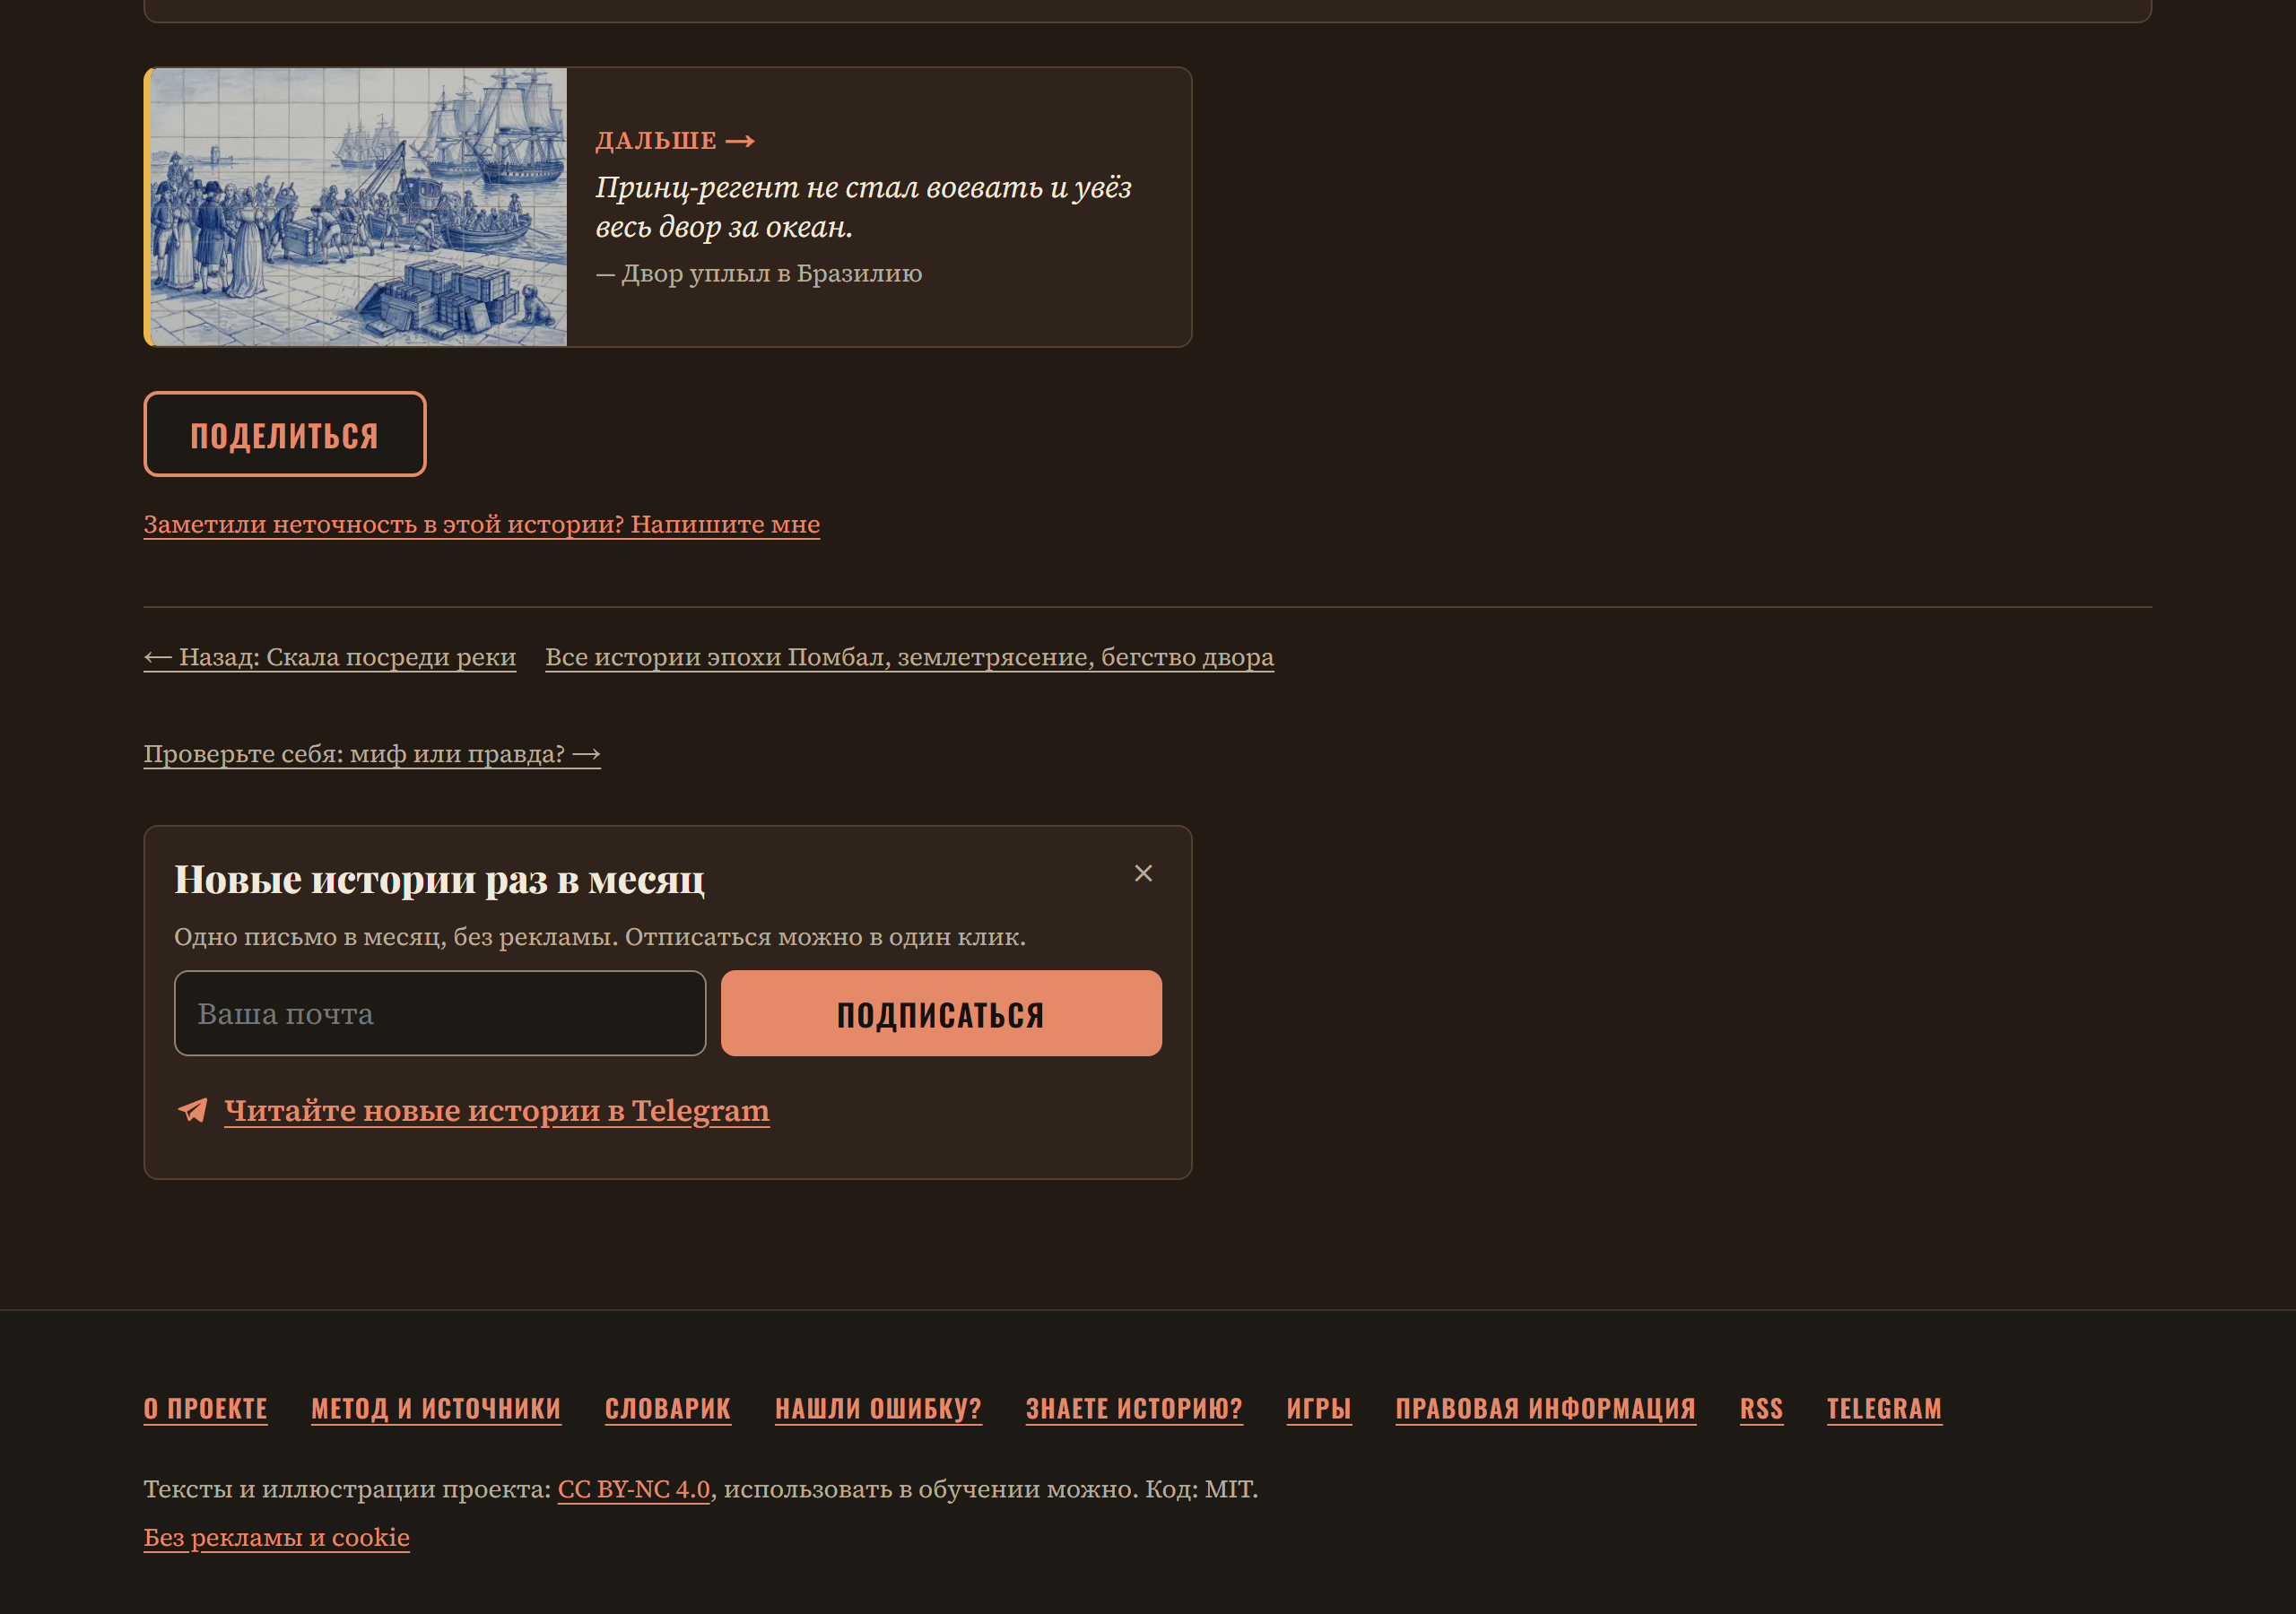 ДАЛЬШЕ →
Принц-регент не стал воевать и увёз
весь двор за океан.
— Двор уплыл в Бразилию
ПОДЕЛИТЬСЯ
Заметили неточность в этой истории? Напишите мне
← Назад: Скала посреди реки Все истории эпохи Помбал, землетрясение, бегство двора
Проверьте себя: миф или правда? →
Новые истории раз в месяц ×
Одно письмо в месяц, без рекламы. Отписаться можно в один клик.
Ваша почта ПОДПИСАТЬСЯ
Читайте новые истории в Telegram
О ПРОЕКТЕ МЕТОД И ИСТОЧНИКИ СЛОВАРИК НАШЛИ ОШИБКУ? ЗНАЕТЕ ИСТОРИЮ? ИГРЫ ПРАВОВАЯ ИНФОРМАЦИЯ RSS TELEGRAM
Тексты и иллюстрации проекта: CC BY-NC 4.0, использовать в обучении можно. Код: MIT.
Без рекламы и cookie